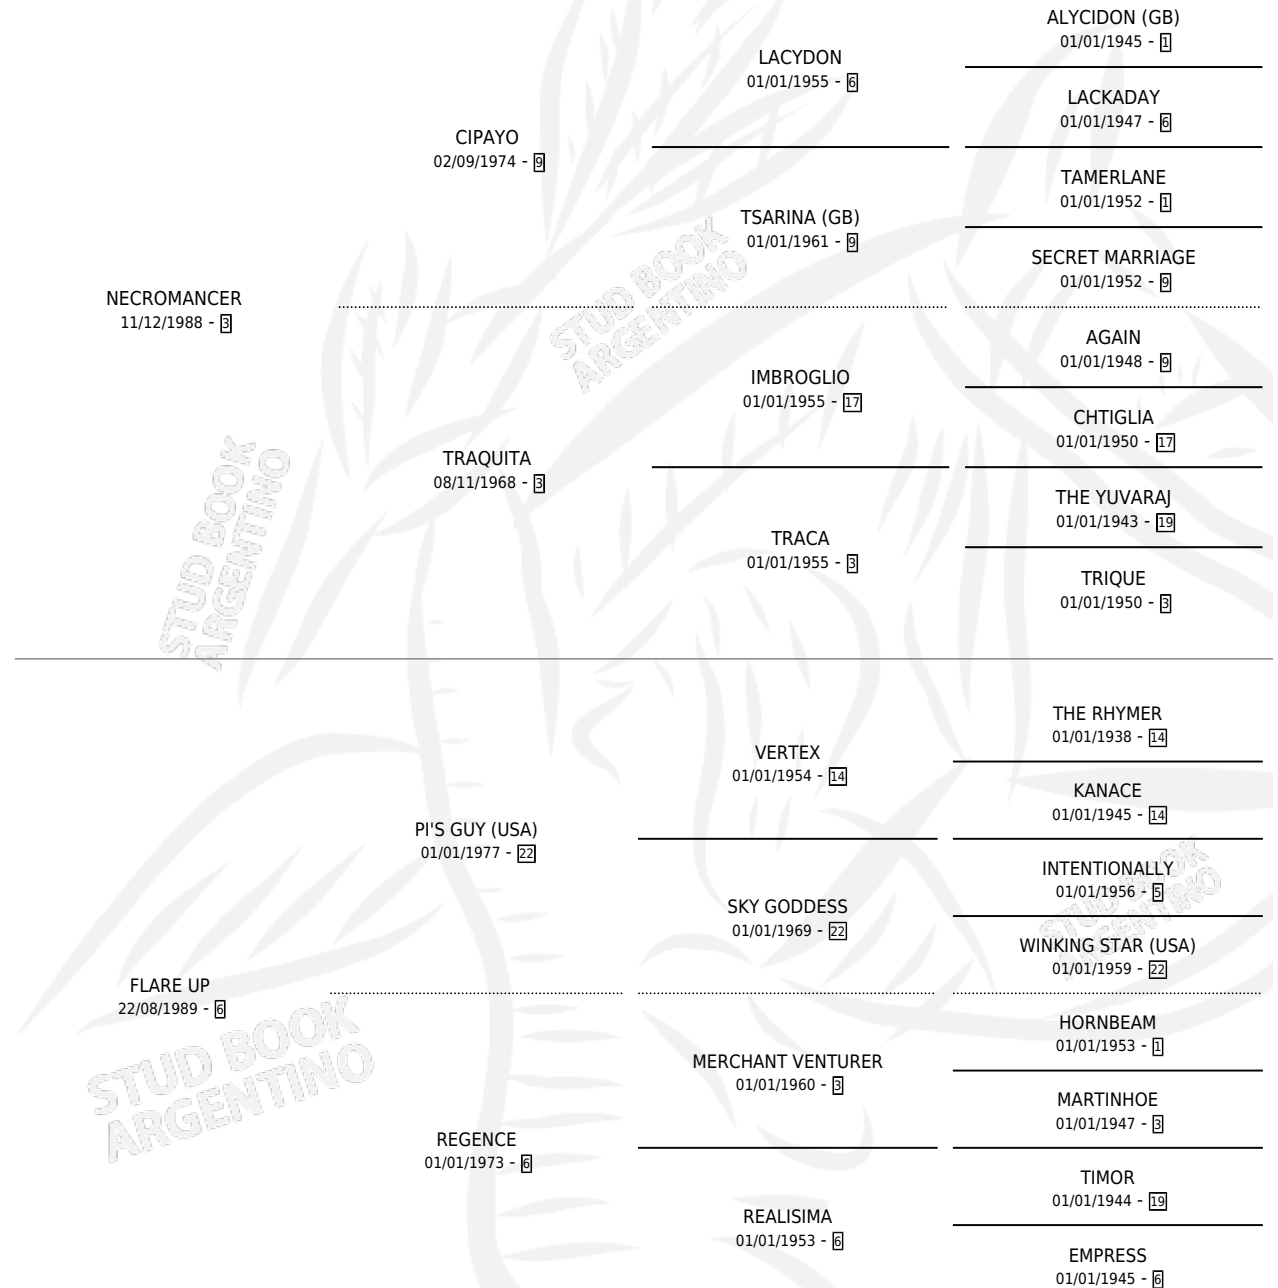 ALYCIDON (GB)
01/01/1945 - 1
LACYDON
01/01/1955 - 6
LACKADAY
01/01/1947 - 6
CIPAYO
02/09/1974 - 9
TAMERLANE
01/01/1952 - 1
TSARINA (GB)
01/01/1961 - 9
SECRET MARRIAGE
01/01/1952 - 9
NECROMANCER
11/12/1988 - 3
AGAIN
01/01/1948 - 9
IMBROGLIO
01/01/1955 - 17
CHTIGLIA
01/01/1950 - 17
TRAQUITA
08/11/1968 - 3
THE YUVARAJ
01/01/1943 - 19
TRACA
01/01/1955 - 3
TRIQUE
01/01/1950 - 3
THE RHYMER
01/01/1938 - 14
VERTEX
01/01/1954 - 14
KANACE
01/01/1945 - 14
PI'S GUY (USA)
01/01/1977 - 22
INTENTIONALLY
01/01/1956 - 5
SKY GODDESS
01/01/1969 - 22
WINKING STAR (USA)
01/01/1959 - 22
FLARE UP
22/08/1989 - 6
HORNBEAM
01/01/1953 - 1
MERCHANT VENTURER
01/01/1960 - 3
MARTINHOE
01/01/1947 - 3
REGENCE
01/01/1973 - 6
TIMOR
01/01/1944 - 19
REALISIMA
01/01/1953 - 6
EMPRESS
01/01/1945 - 6
STUD BOOK
ARGENTINO
STUD BOOK
ARGENTINO
STUD BOOK
ARGENTINO
STUD BOOK
ARGENTINO